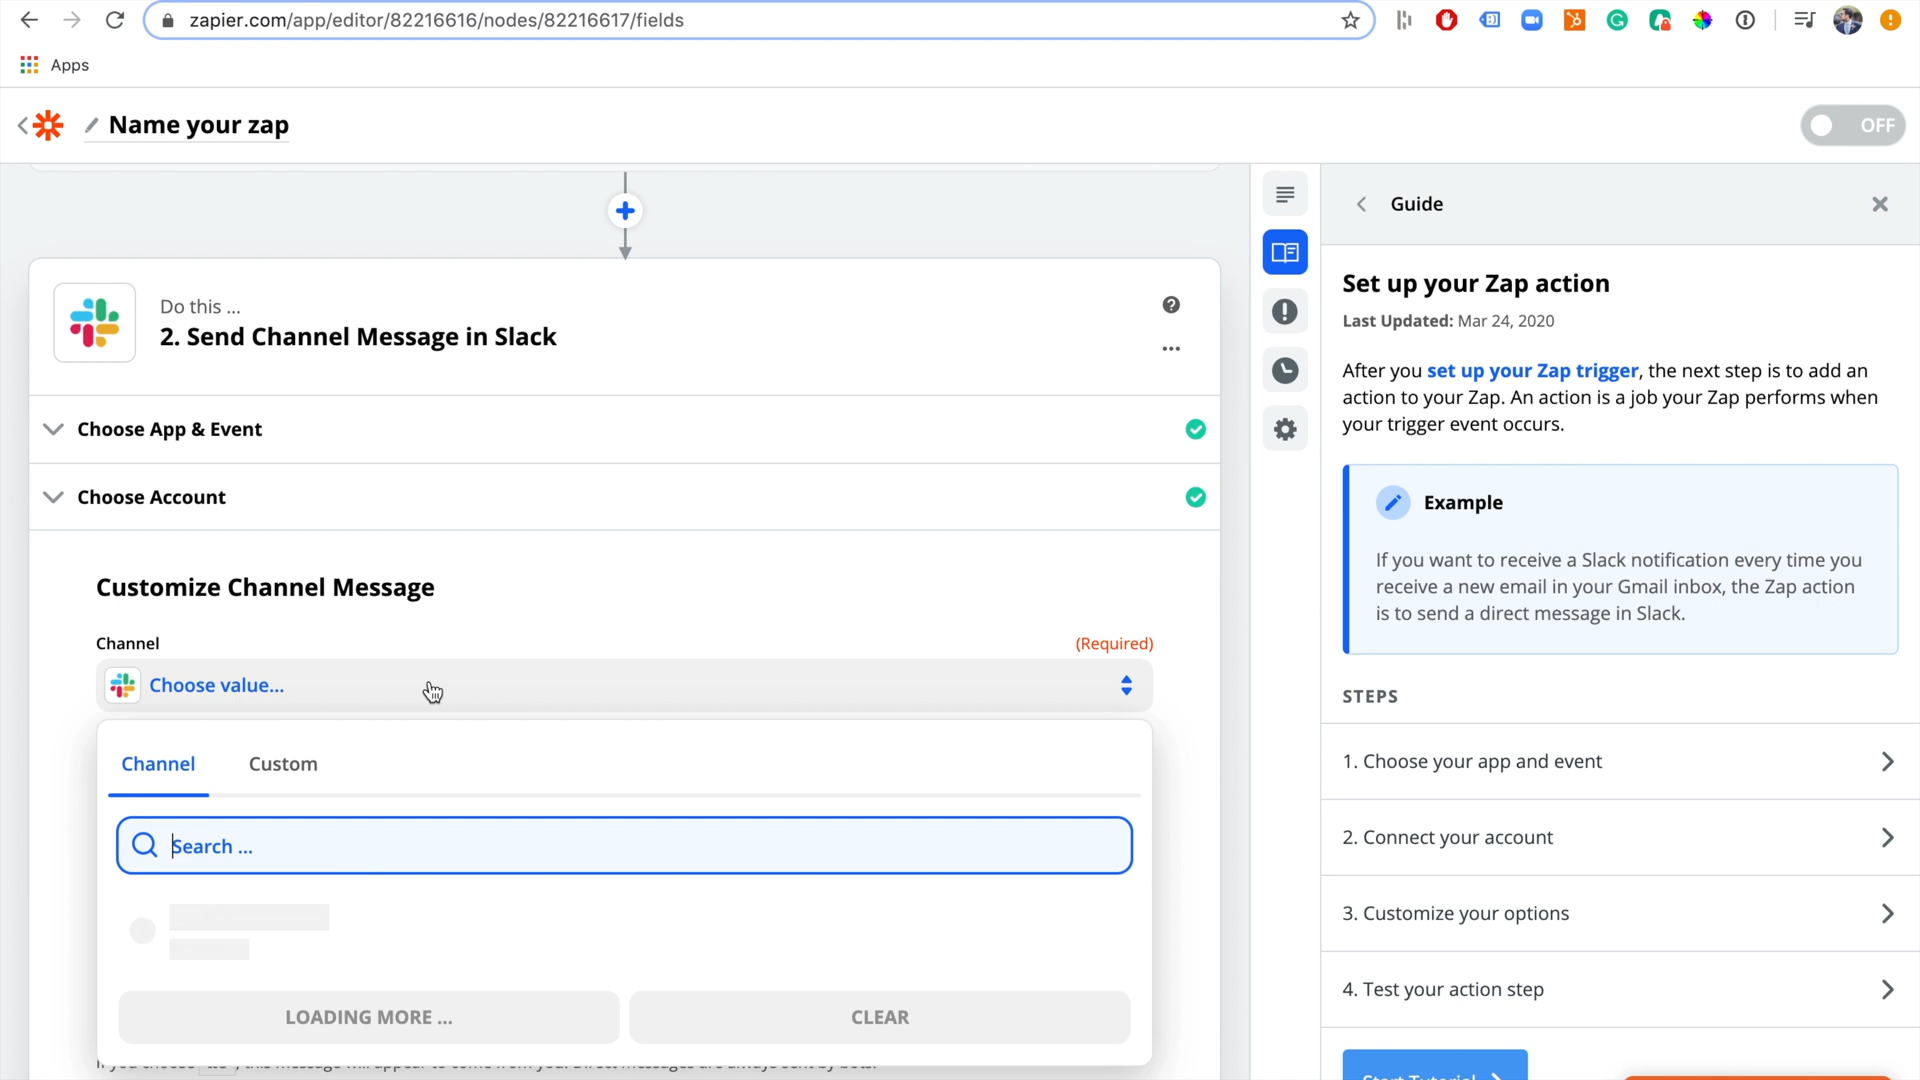 zapier.com/app/editor/82216616/nodes/82216617/fields
Apps
Name your zap
OFF
Do this ...
2. Send Channel Message in Slack
Choose App & Event
Choose Account
Customize Channel Message
Channel
(Required)
Choose value...
Channel
Custom
Search ...
LOADING MORE ...
CLEAR
Guide
Set up your Zap action
Last Updated: Mar 24, 2020
After you set up your Zap trigger, the next step is to add an
action to your Zap. An action is a job your Zap performs when
your trigger event occurs.
Example
If you want to receive a Slack notification every time you
receive a new email in your Gmail inbox, the Zap action
is to send a direct message in Slack.
STEPS
1. Choose your app and event
2. Connect your account
3. Customize your options
4. Test your action step
Start Tutorial